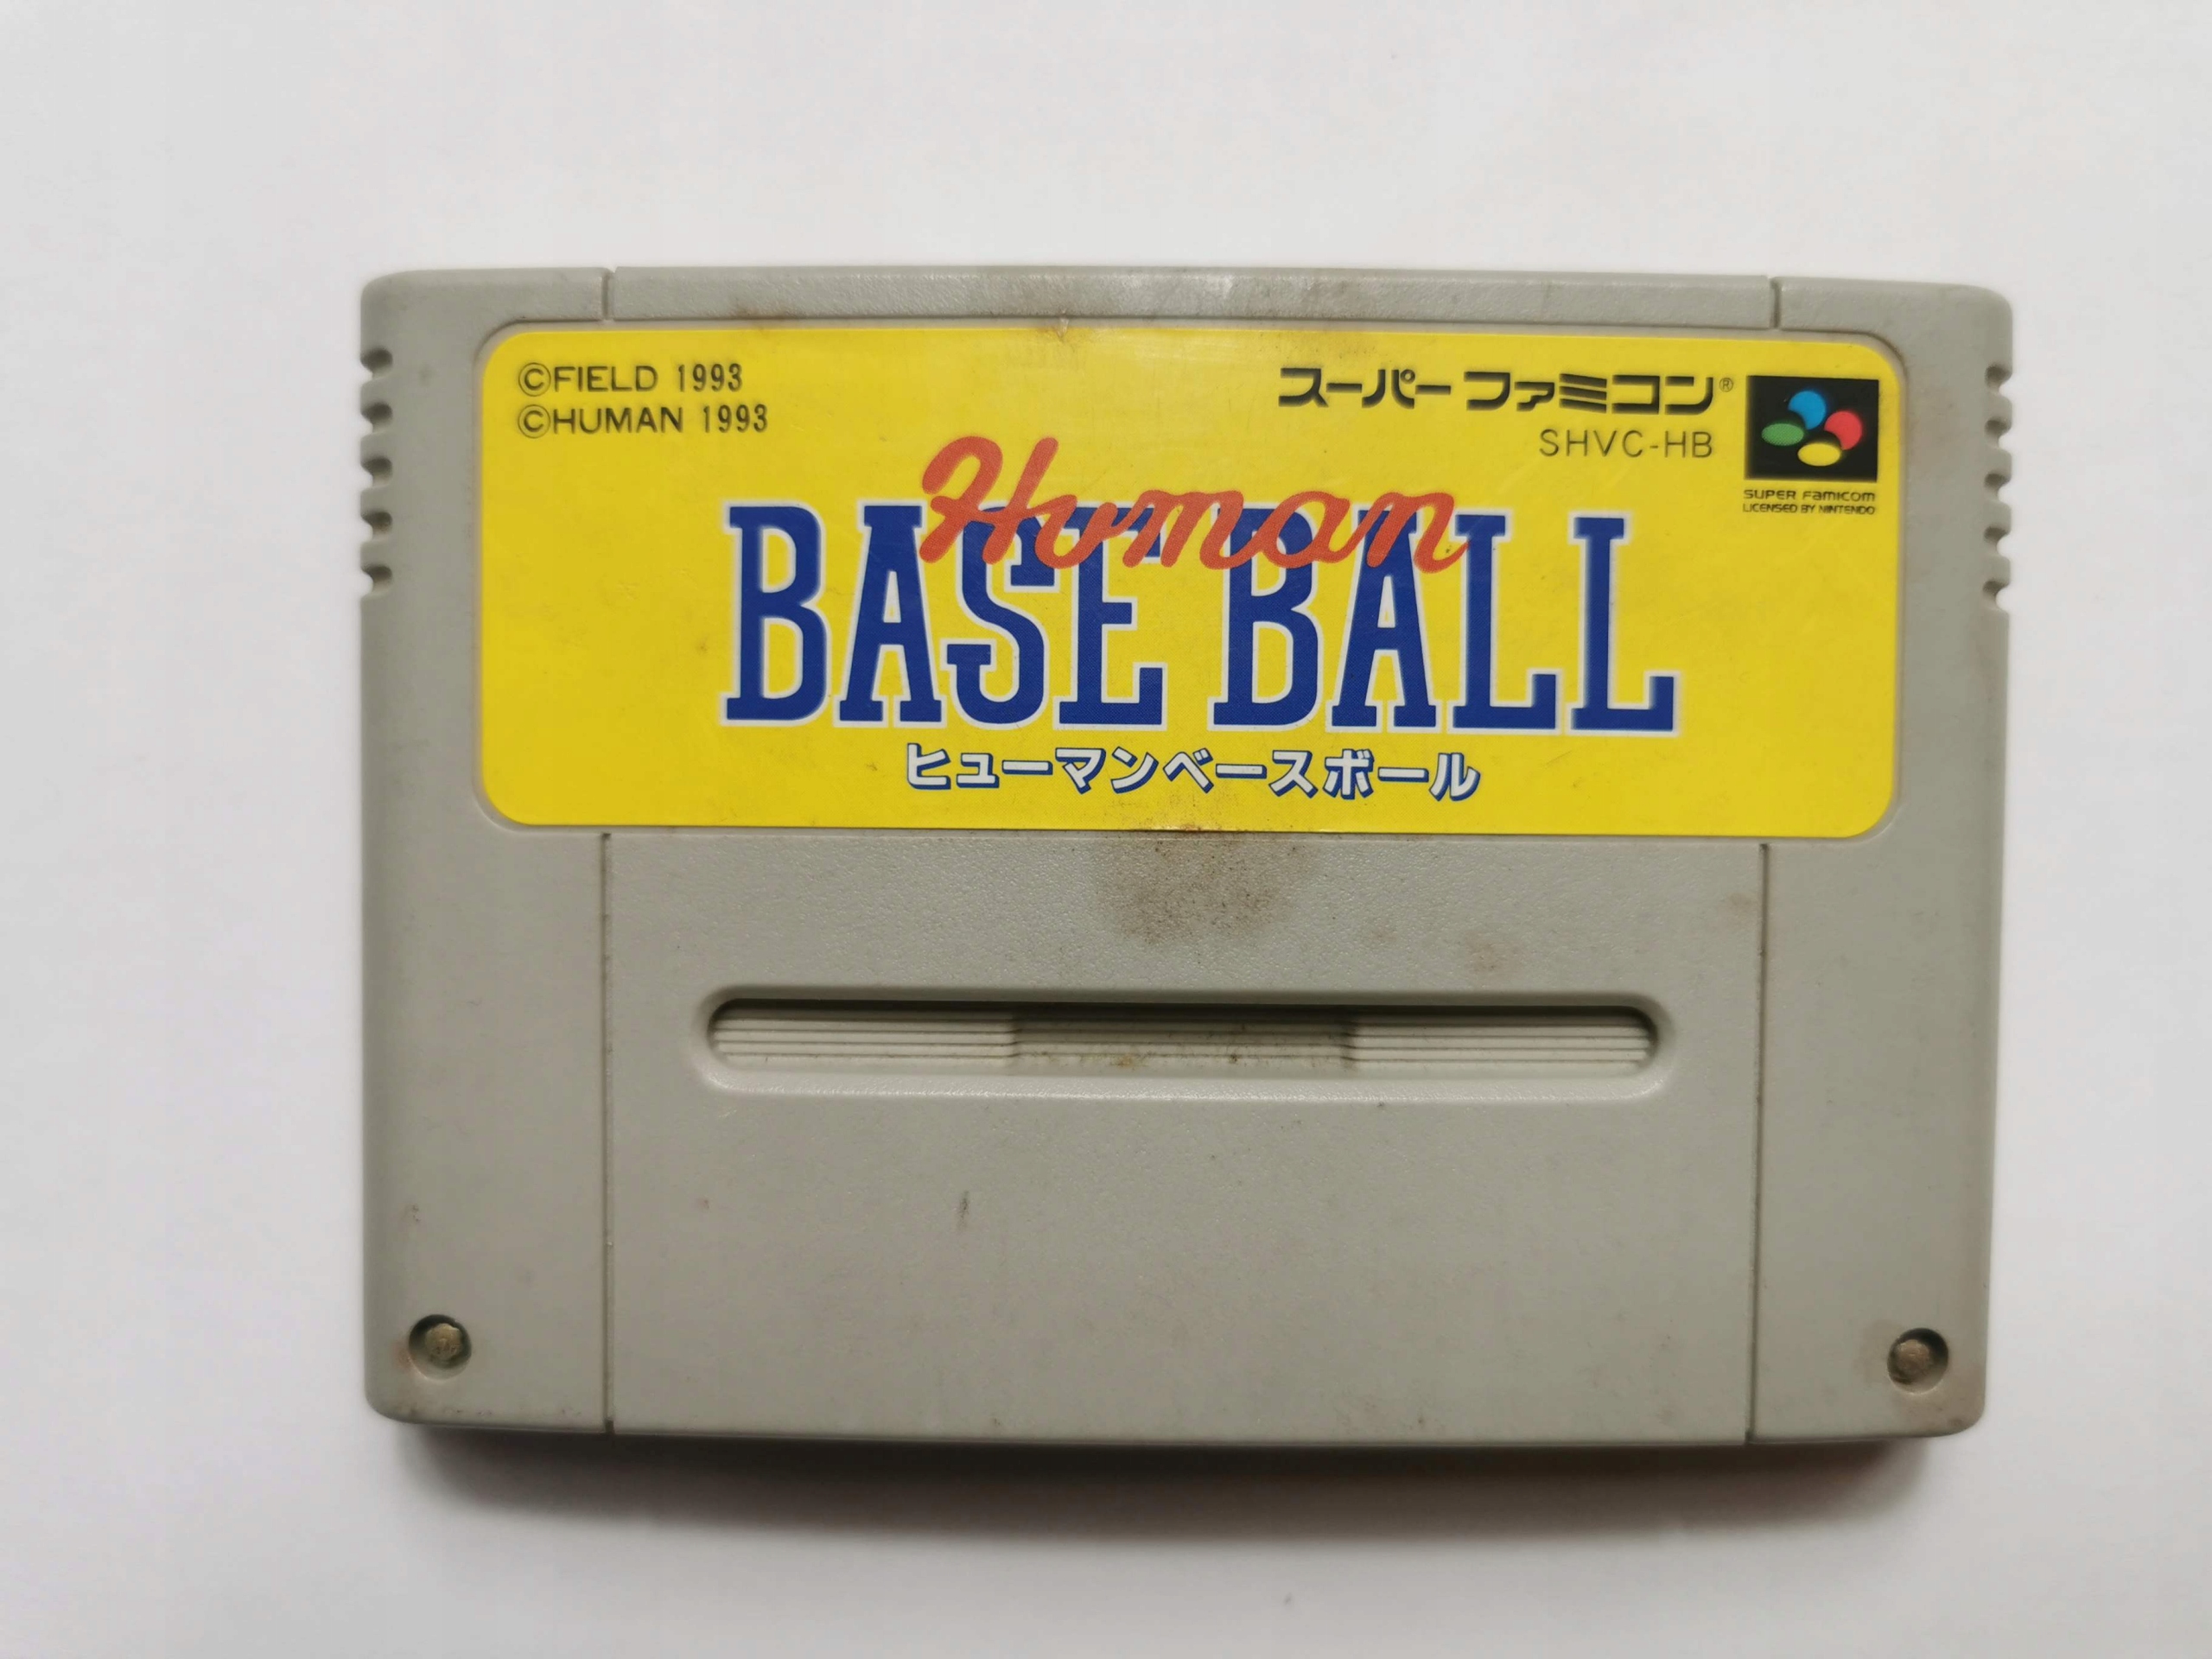 ©FIELD 1993
©HUMAN 1993
スーパーファミコン®
SHVC-HB
SUPER FAMICOM
LICENSED BY NINTENDO
Human
BASE BALL
ヒューマンベースボール